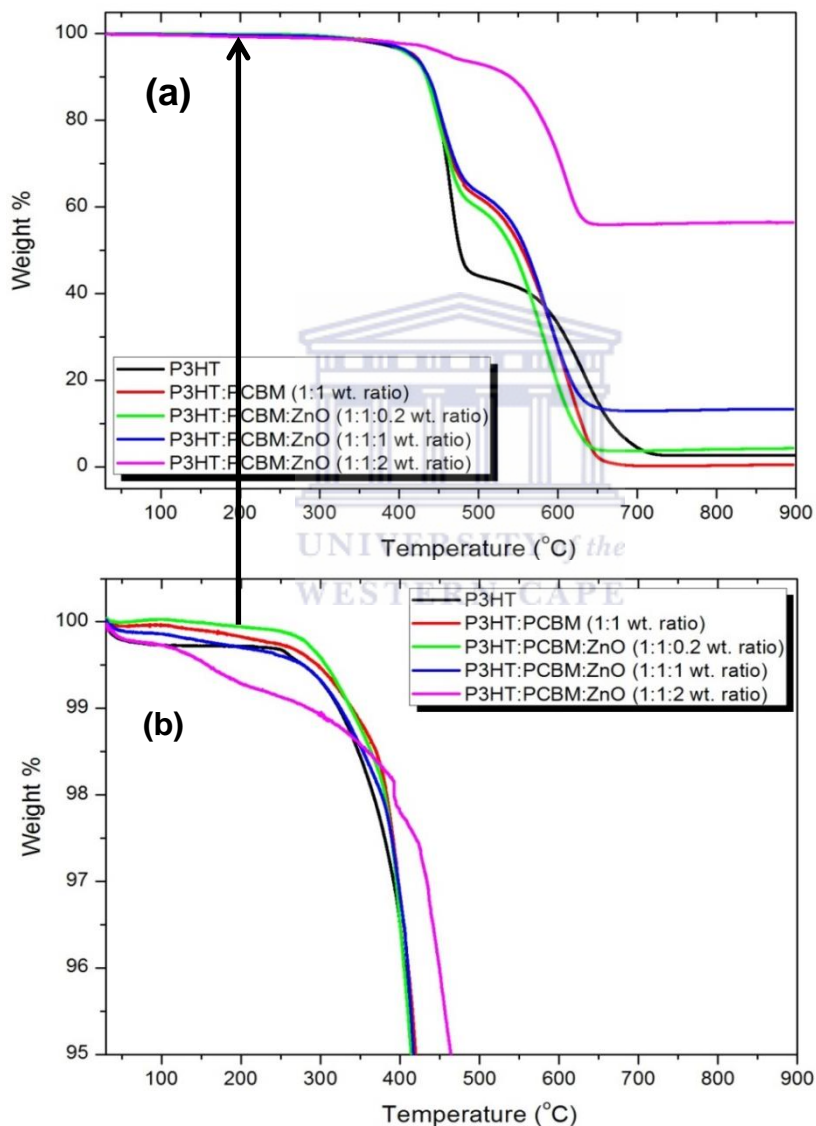 (a)
Weight %
100
80
60
40
20
0
P3HT
P3HT:PCBM (1:1 wt. ratio)
P3HT:PCBM:ZnO (1:1:0.2 wt. ratio)
P3HT:PCBM:ZnO (1:1:1 wt. ratio)
P3HT:PCBM:ZnO (1:1:2 wt. ratio)
100 200 300 400 500 600 700 800 900
Temperature (°C)
UNIVERSITY of the
WESTERN CAPE
(b)
Weight %
100
99
98
97
96
95
P3HT
P3HT:PCBM (1:1 wt. ratio)
P3HT:PCBM:ZnO (1:1:0.2 wt. ratio)
P3HT:PCBM:ZnO (1:1:1 wt. ratio)
P3HT:PCBM:ZnO (1:1:2 wt. ratio)
100 200 300 400 500 600 700 800 900
Temperature (°C)